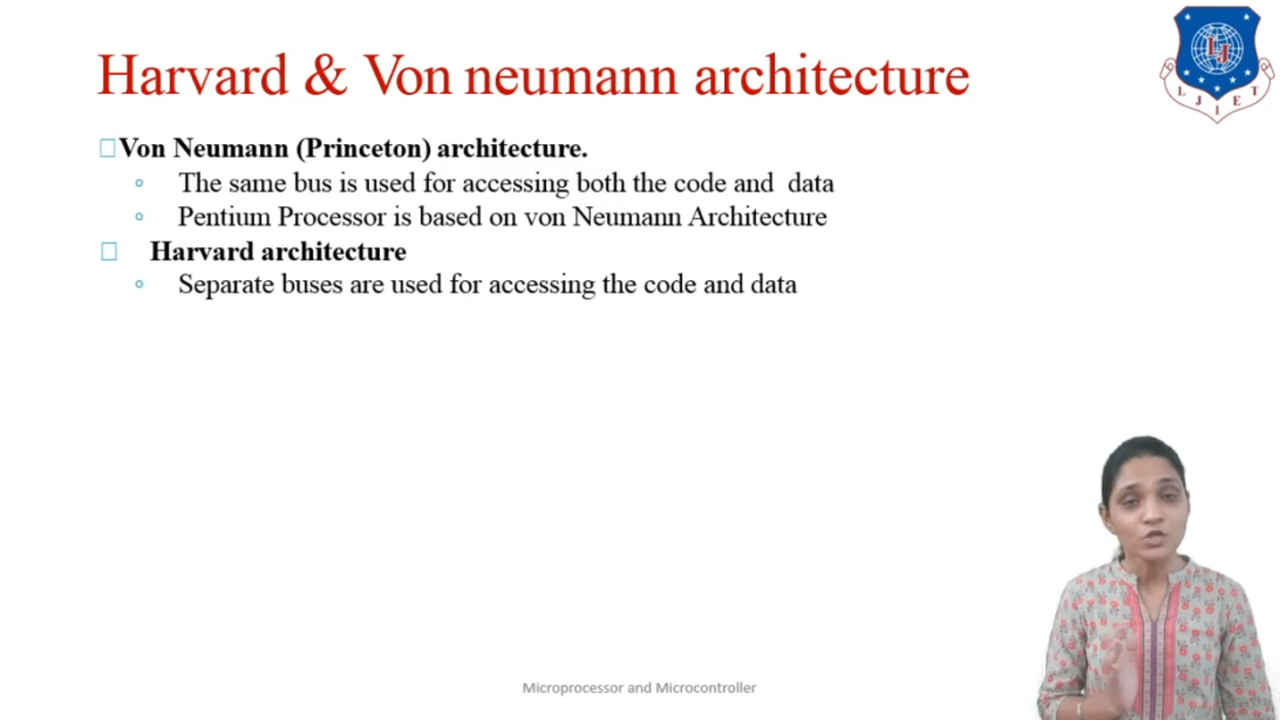 Harvard & Von neumann architecture
Von Neumann (Princeton) architecture.
The same bus is used for accessing both the code and data
Pentium Processor is based on von Neumann Architecture
Harvard architecture
Separate buses are used for accessing the code and data
Microprocessor and Microcontroller
LJ
L J I E T